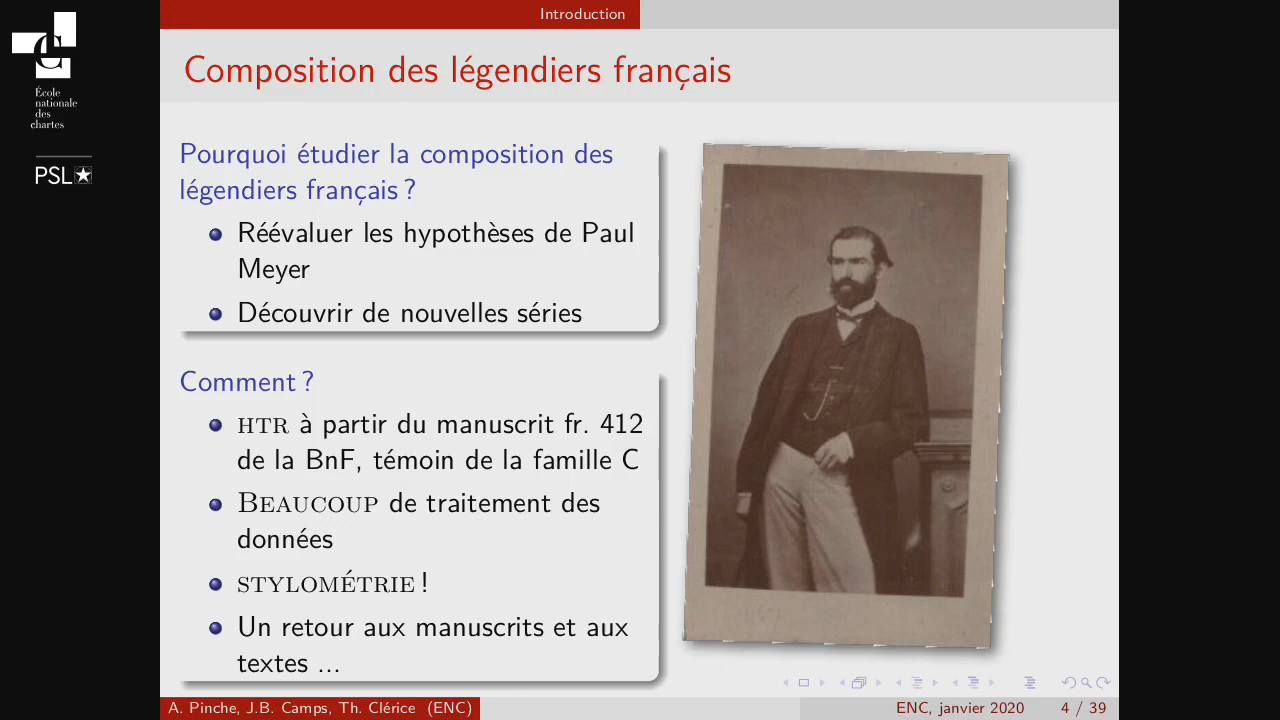 Introduction
École
nationale
des
chartes
PSL
Composition des légendiers français
Pourquoi étudier la composition des
légendiers français ?
Réévaluer les hypothèses de Paul
Meyer
Découvrir de nouvelles séries
Comment ?
HTR à partir du manuscrit fr. 412
de la BnF, témoin de la famille C
BEAUCOUP de traitement des
données
STYLOMÉTRIE !
Un retour aux manuscrits et aux
textes ...
A. Pinche, J.B. Camps, Th. Clérice (ENC)
ENC, janvier 2020 4 / 39